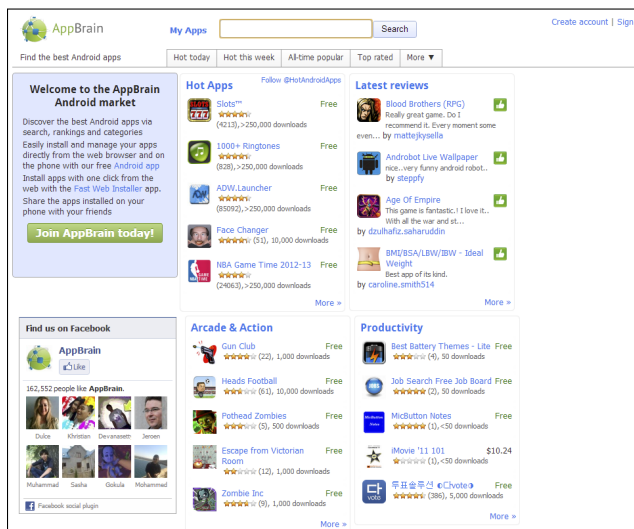 AppBrain
My Apps
Search
Create account | Sign
Find the best Android apps
Hot today
Hot this week
All-time popular
Top rated
More ▼
Welcome to the AppBrain
Android market
Discover the best Android apps via
search, rankings and categories
Easily install and manage your apps
directly from the web browser and on
the phone with our free Android app
Install apps with one click from the
web with the Fast Web Installer app.
Share the apps installed on your
phone with your friends
Join AppBrain today!
Hot Apps
Follow @HotAndroidApps
Slots™ Free
(4213),>250,000 downloads
1000+ Ringtones Free
(828),>250,000 downloads
ADW.Launcher Free
(85092),>250,000 downloads
Face Changer Free
(51), 10,000 downloads
NBA Game Time 2012-13 Free
(24063),>250,000 downloads
More »
Latest reviews
Blood Brothers (RPG)
Really great game. Do I
recommend it. Every moment some
even... by mattejkysella
Androbot Live Wallpaper
nice..very funny android robot..
by steppfy
Age Of Empire
This game is fantastic,! I love it..
With all the war and st...
by dzulhafiz.saharuddin
BMI/BSA/LBW/IBW - Ideal
Weight
Best app of its kind.
by caroline.smith514
More »
Find us on Facebook
AppBrain
Like
162,552 people like AppBrain.
Dulce Khristian Devanasett Jeroen
Muhammad Sasha Gokula Mohammed
Facebook social plugin
Arcade & Action
Gun Club Free
(22), 1,000 downloads
Heads Football Free
(61), 10,000 downloads
Pothead Zombies Free
(5), 500 downloads
Escape from Victorian Free
Room
(12), 1,000 downloads
Zombie Inc Free
(9), 1,000 downloads
More »
Productivity
Best Battery Themes - Lite Free
(4), 50 downloads
Job Search Free Job Board Free
(2), 50 downloads
MicButton Notes Free
(1),<50 downloads
iMovie '11 101 $10.24
(1),<50 downloads
투표솔루션 ◐다vote◑ Free
(386), 5,000 downloads
More »